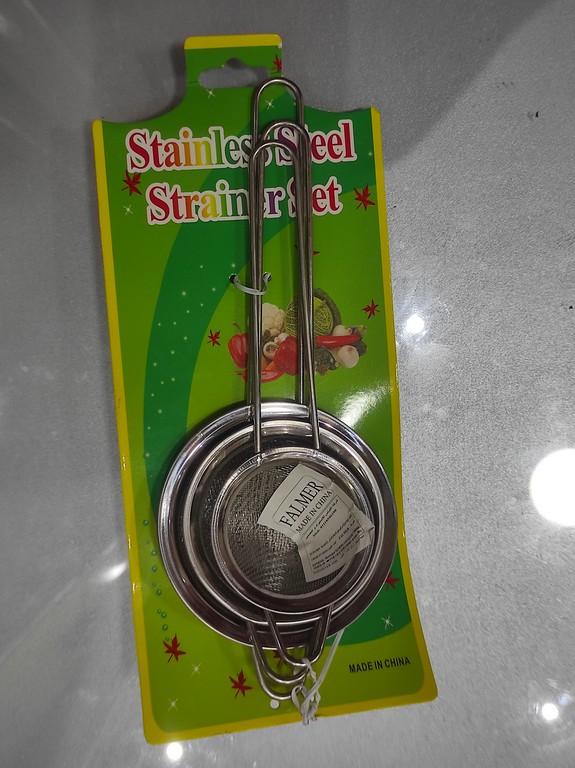 Stainless Steel
Strainer Set
FALMER
MADE IN CHINA
MADE IN CHINA